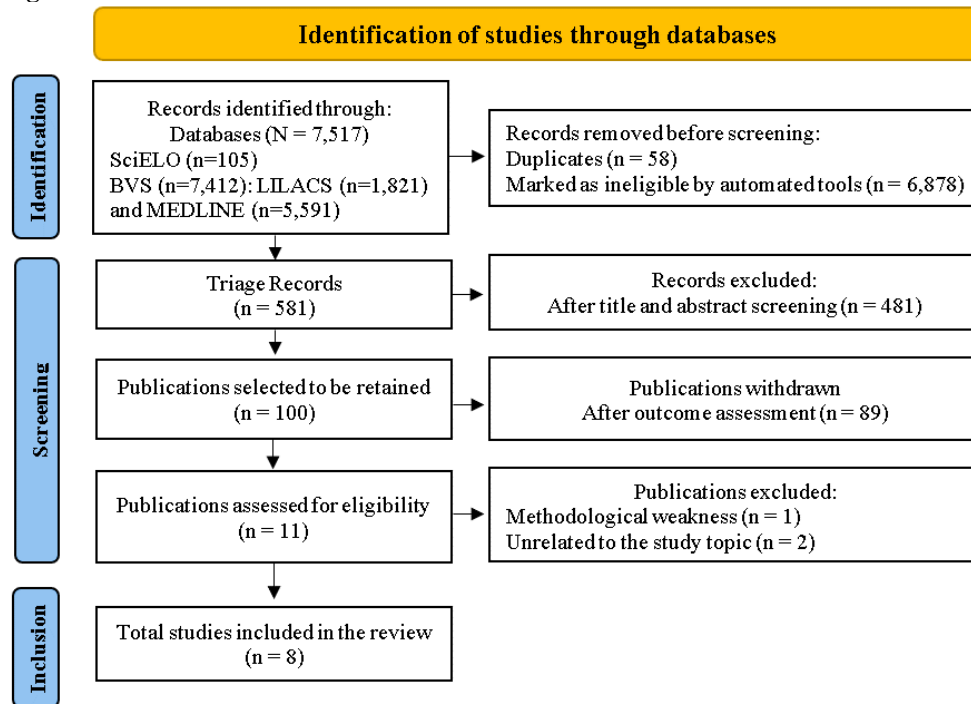 Identification of studies through databases
Identification
Records identified through:
Databases (N = 7,517)
SciELO (n=105)
BVS (n=7,412): LILACS (n=1,821)
and MEDLINE (n=5,591)
Records removed before screening:
Duplicates (n = 58)
Marked as ineligible by automated tools (n = 6,878)
Screening
Triage Records
(n = 581)
Records excluded:
After title and abstract screening (n = 481)
Publications selected to be retained
(n = 100)
Publications withdrawn
After outcome assessment (n = 89)
Publications assessed for eligibility
(n = 11)
Publications excluded:
Methodological weakness (n = 1)
Unrelated to the study topic (n = 2)
Inclusion
Total studies included in the review
(n = 8)